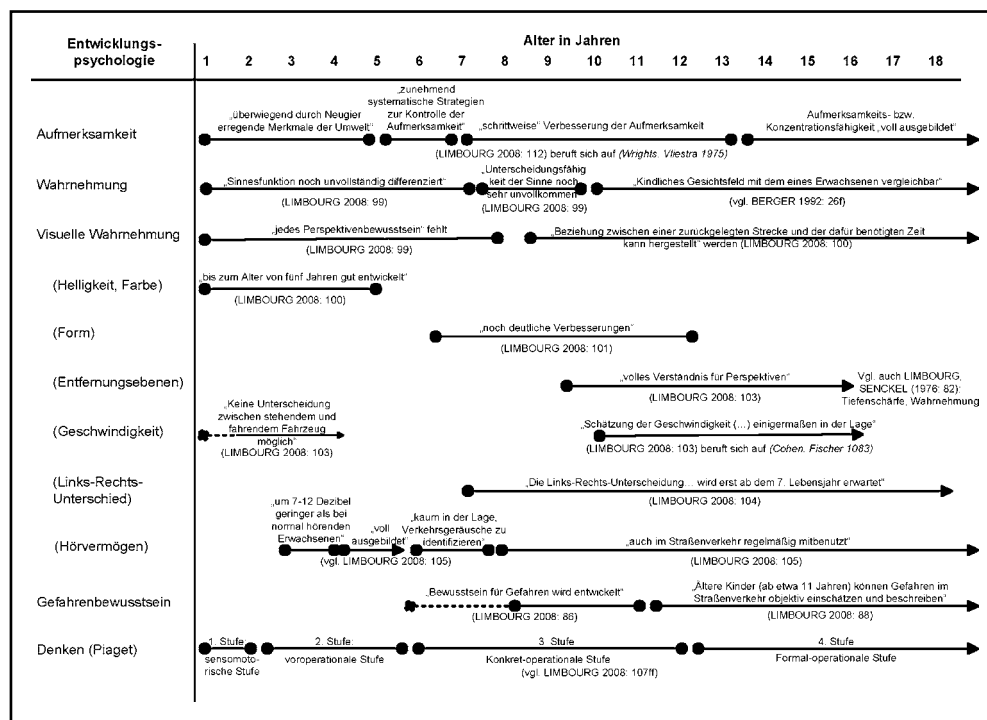 Entwicklungs-
psychologie
Alter in Jahren
1 2 3 4 5 6 7 8 9 10 11 12 13 14 15 16 17 18
Aufmerksamkeit
„überwiegend durch Neugier
erregende Merkmale der Umwelt“
„zunehmend
systematische Strategien
zur Kontrolle der
Aufmerksamkeit“
„schrittweise“ Verbesserung der Aufmerksamkeit
Aufmerksamkeits- bzw.
Konzentrationsfähigkeit „voll ausgebildet“
(LIMBOURG 2008: 112) beruft sich auf (Wrights. Vliestra 1975)
Wahrnehmung
„Sinnesfunktion noch unvollständig differenziert“
(LIMBOURG 2008: 99)
„Unterscheidungsfähig
keit der Sinne noch
sehr unvollkommen“
(LIMBOURG 2008: 99)
„Kindliches Gesichtsfeld mit dem eines Erwachsenen vergleichbar“
(vgl. BERGER 1992: 26f)
Visuelle Wahrnehmung
„jedes Perspektivenbewusstsein“ fehlt
(LIMBOURG 2008: 99)
„Beziehung zwischen einer zurückgelegten Strecke und der dafür benötigten Zeit
kann hergestellt“ werden (LIMBOURG 2008: 100)
(Helligkeit, Farbe)
„bis zum Alter von fünf Jahren gut entwickelt“
(LIMBOURG 2008: 100)
(Form)
„noch deutliche Verbesserungen“
(LIMBOURG 2008: 101)
(Entfernungsebenen)
„volles Verständnis für Perspektiven“
(LIMBOURG 2008: 103)
Vgl. auch LIMBOURG,
SENCKEL (1976: 82):
Tiefenschärfe, Wahrnehmung
(Geschwindigkeit)
„Keine Unterscheidung
zwischen stehendem und
fahrendem Fahrzeug
möglich“
(LIMBOURG 2008: 103)
„Schätzung der Geschwindigkeit (...) einigermaßen in der Lage“
(LIMBOURG 2008: 103) beruft sich auf (Cohen. Fischer 1083)
(Links-Rechts-
Unterschied)
„Die Links-Rechts-Unterscheidung... wird erst ab dem 7. Lebensjahr erwartet“
(LIMBOURG 2008: 104)
(Hörvermögen)
„um 7-12 Dezibel
geringer als bei
normal hörenden
Erwachsenen“
„voll
ausgebildet“
(vgl. LIMBOURG 2008: 105)
„kaum in der Lage,
Verkehrsgeräusche zu
identifizieren“
„auch im Straßenverkehr regelmäßig mitbenutzt“
(LIMBOURG 2008: 105)
Gefahrenbewusstsein
„Bewusstsein für Gefahren wird entwickelt“
(LIMBOURG 2008: 86)
„Ältere Kinder (ab etwa 11 Jahren) können Gefahren im
Straßenverkehr objektiv einschätzen und beschreiben“
(LIMBOURG 2008: 88)
Denken (Piaget)
1. Stufe:
sensomoto-
rische Stufe
2. Stufe:
voroperationale Stufe
3. Stufe
Konkret-operationale Stufe
(vgl. LIMBOURG 2008: 107ff)
4. Stufe
Formal-operationale Stufe